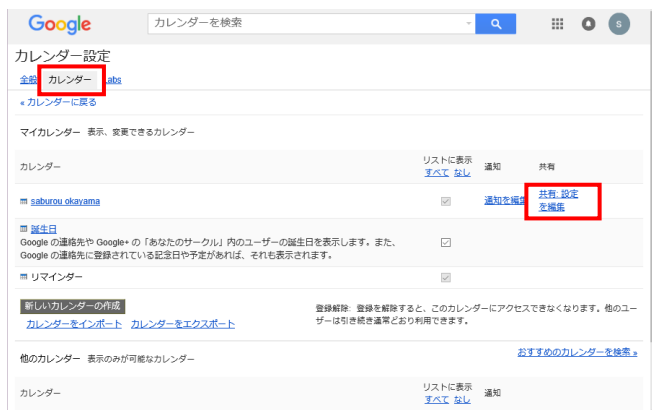 Google カレンダーを検索 s
カレンダー設定
全般 カレンダー Labs
« カレンダーに戻る
マイカレンダー 表示、変更できるカレンダー
カレンダー リストに表示 通知 共有
すべて なし
saburou okayama 通知を編集 共有: 設定
を編集
誕生日
Google の連絡先や Google+ の「あなたのサークル」内のユーザーの誕生日を表示します。また、
Google の連絡先に登録されている記念日や予定があれば、それも表示されます。
リマインダー
新しいカレンダーの作成 登録解除: 登録を解除すると、このカレンダーにアクセスできなくなります。他のユー
カレンダーをインポート カレンダーをエクスポート ザーは引き続き通常どおり利用できます。
他のカレンダー 表示のみが可能なカレンダー おすすめのカレンダーを検索 »
カレンダー リストに表示 通知
すべて なし